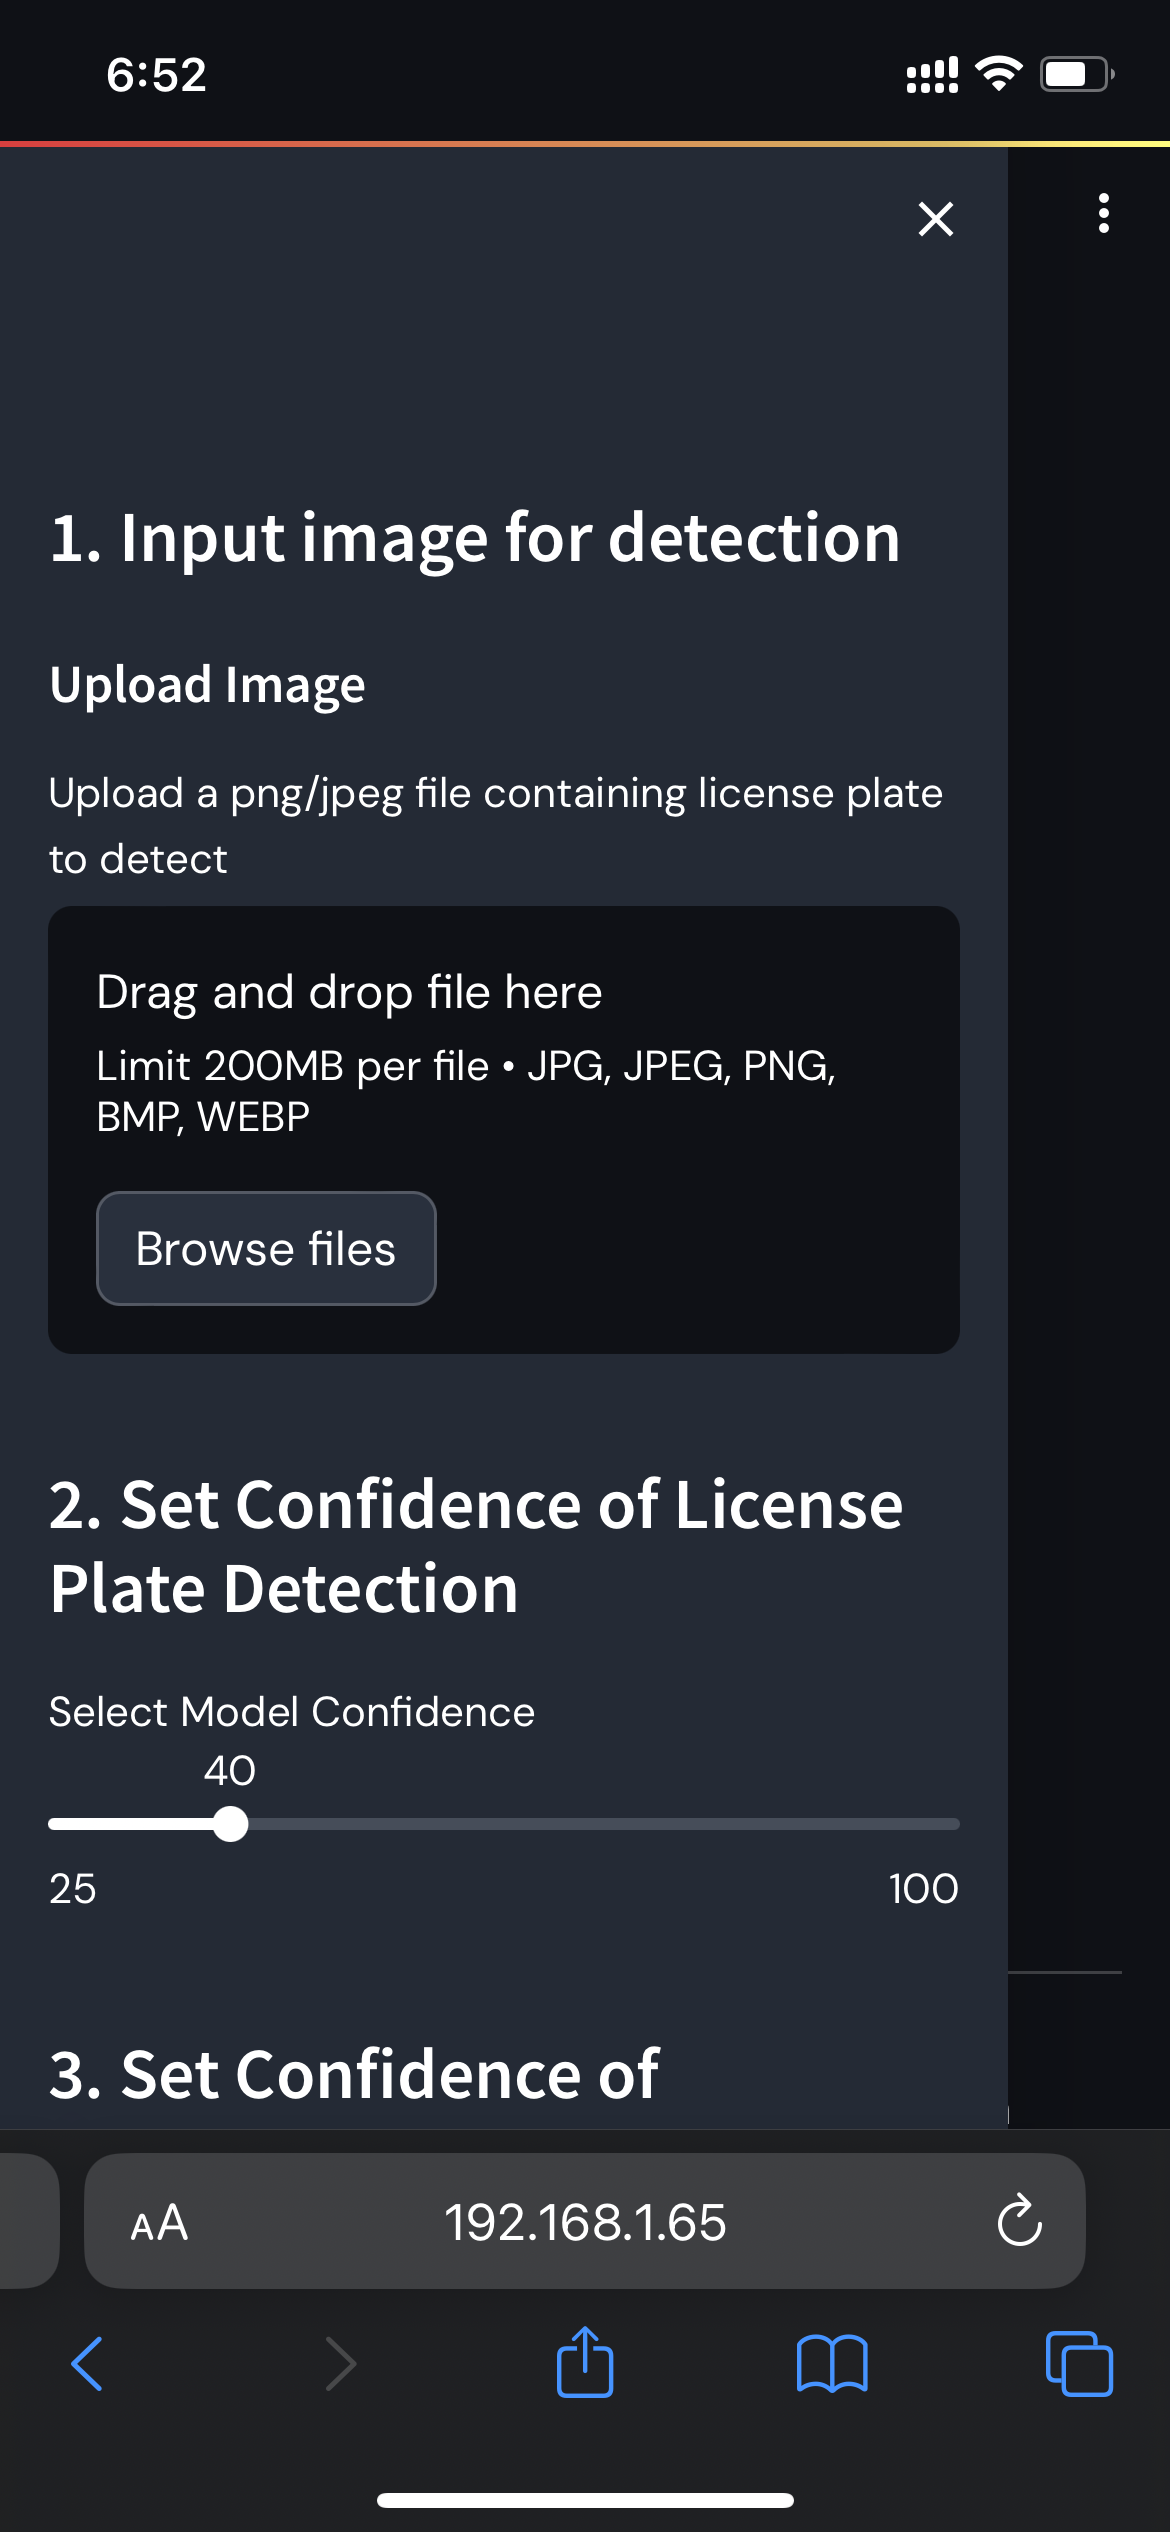 6:52
1. Input image for detection
Upload Image
Upload a png/jpeg file containing license plate
to detect
Drag and drop file here
Limit 200MB per file • JPG, JPEG, PNG,
BMP, WEBP
Browse files
2. Set Confidence of License
Plate Detection
Select Model Confidence
40
25
100
3. Set Confidence of
AA
192.168.1.65